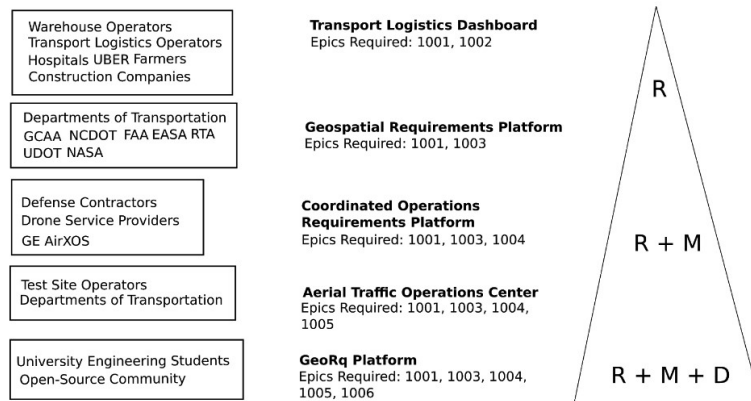 Warehouse Operators
Transport Logistics Operators
Hospitals UBER Farmers
Construction Companies
Transport Logistics Dashboard
Epics Required: 1001, 1002
R
Departments of Transportation
GCAA NCDOT FAA EASA RTA
UDOT NASA
Geospatial Requirements Platform
Epics Required: 1001, 1003
Defense Contractors
Drone Service Providers
GE AirXOS
Coordinated Operations
Requirements Platform
Epics Required: 1001, 1003, 1004
R + M
Test Site Operators
Departments of Transportation
Aerial Traffic Operations Center
Epics Required: 1001, 1003, 1004,
1005
University Engineering Students
Open-Source Community
GeoRq Platform
Epics Required: 1001, 1003, 1004,
1005, 1006
R + M + D